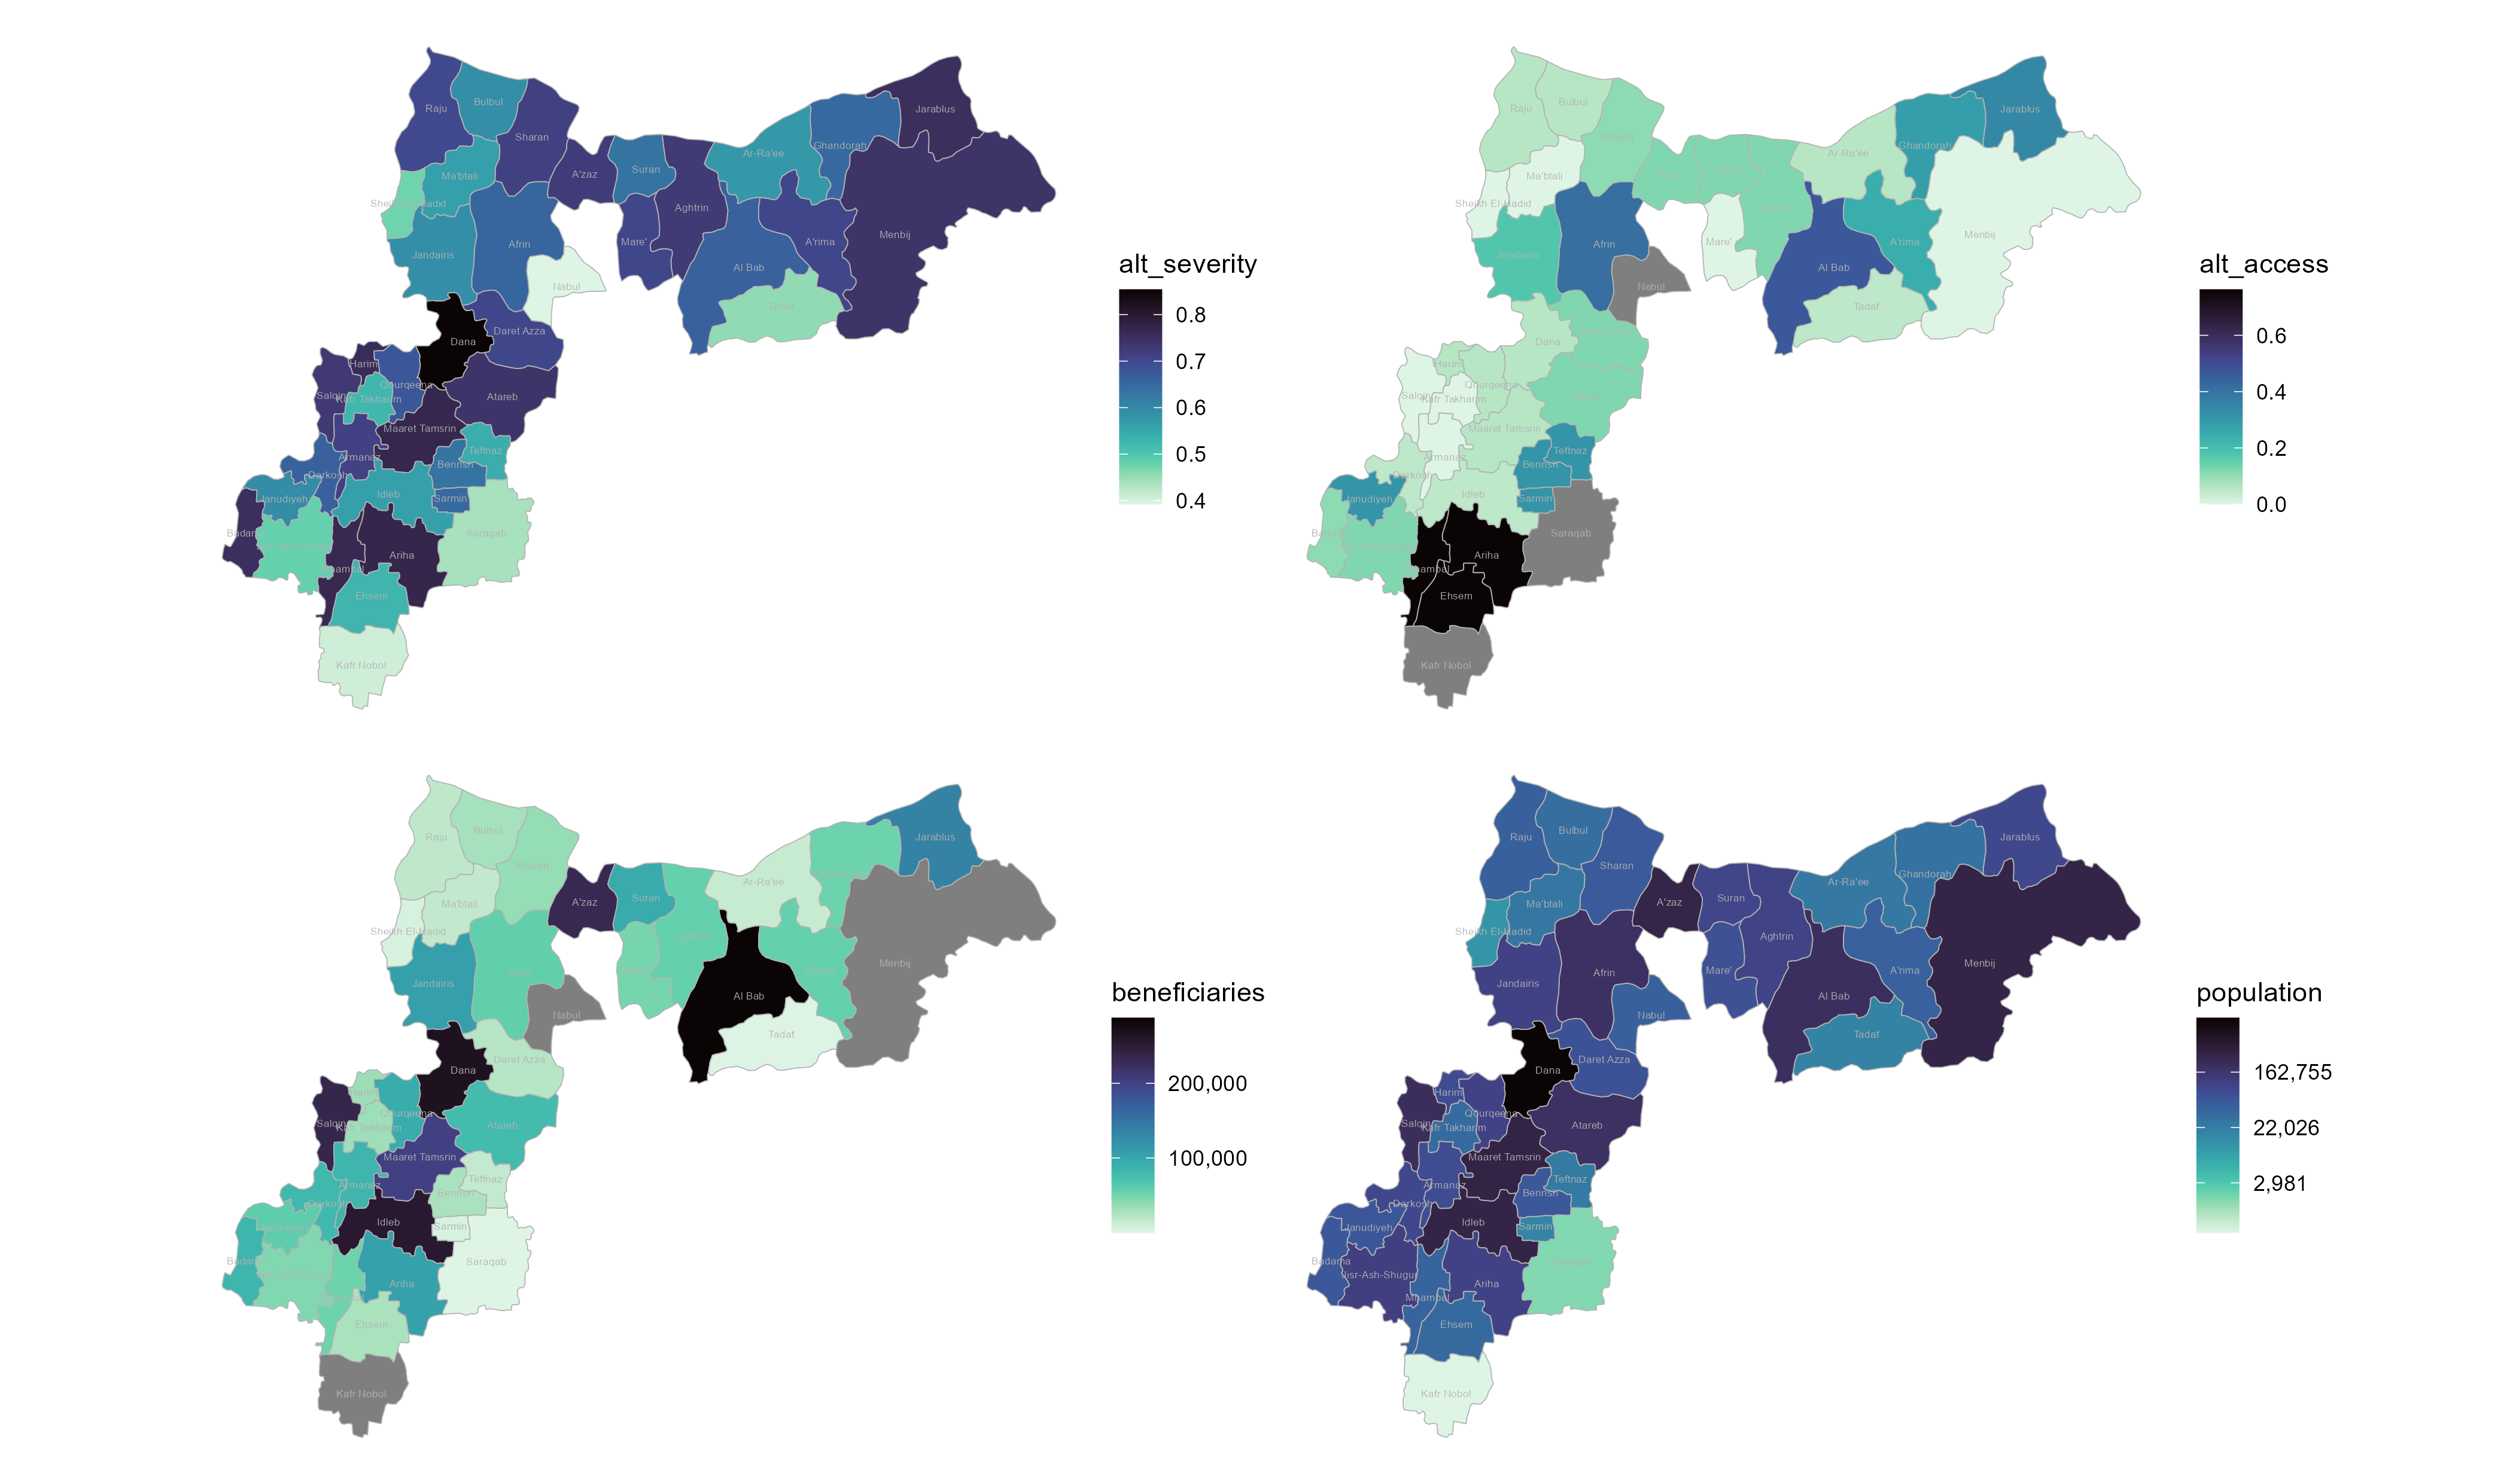 Raju
Bulbul
Sharan
Jarablus
Ghandorah
Ar-Ra'ee
Ma'btali
A'zaz
Suran
Sheikh El-Hadid
Aghtrin
Menbij
Afrin
Mare'
A'rima
Jandairis
Al Bab
Nabul
Tadaf
Daret Azza
Dana
Harim
Qourqeena
Salqin
Kafr Takharim
Atareb
Maaret Tamsrin
Armanaz
Teftnaz
Bennsh
Darkosh
Janudiyeh
Idleb
Sarmin
Badama
Saraqab
Ariha
Ehsem
Kafr Nobol
alt_severity
0.8
0.7
0.6
0.5
0.4
Raju
Bulbul
Sharan
Jarablus
Ghandorah
Ar-Ra'ee
Ma'btali
Sheikh El-Hadid
Aghtrin
Menbij
Afrin
Mare'
A'rima
Jandairis
Al Bab
Nabul
Tadaf
Dana
Harim
Qourqeena
Salqin
Kafr Takharim
Maaret Tamsrin
Armanaz
Teftnaz
Bennsh
Darkosh
Janudiyeh
Idleb
Sarmin
Badama
Saraqab
Ariha
Ehsem
Kafr Nobol
alt_access
0.6
0.4
0.2
0.0
Raju
Bulbul
Sharan
Jarablus
Ar-Ra'ee
Ma'btali
A'zaz
Suran
Sheikh El-Hadid
Aghtrin
Menbij
Afrin
A'rima
Jandairis
Al Bab
Nabul
Tadaf
Daret Azza
Dana
Harim
Qourqeena
Salqin
Kafr Takharim
Atareb
Maaret Tamsrin
Armanaz
Teftnaz
Bennsh
Darkosh
Janudiyeh
Idleb
Sarmin
Badama
Saraqab
Ariha
Ehsem
Kafr Nobol
beneficiaries
200,000
100,000
Raju
Bulbul
Sharan
Jarablus
Ghandorah
Ar-Ra'ee
Ma'btali
A'zaz
Suran
Sheikh El-Hadid
Aghtrin
Menbij
Afrin
Mare'
A'rima
Jandairis
Al Bab
Nabul
Tadaf
Daret Azza
Dana
Harim
Qourqeena
Salqin
Kafr Takharim
Atareb
Maaret Tamsrin
Armanaz
Teftnaz
Bennsh
Darkosh
Janudiyeh
Idleb
Sarmin
Badama
Jisr-Ash-Shugur
Ariha
Mhambal
Ehsem
Kafr Nobol
population
162,755
22,026
2,981